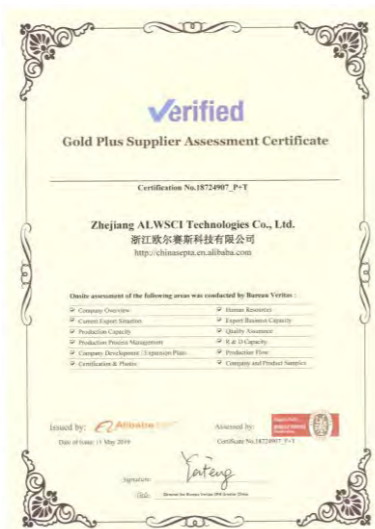 Verified
Gold Plus Supplier Assessment Certificate
Certification No.18724907_P+T
Zhejiang ALWSCI Technologies Co., Ltd.
浙江欧尔赛斯科技有限公司
http://chinasepta.en.alibaba.com
Onsite assessment of the following areas was conducted by Bureau Veritas :
Company Overview
Human Resources
Current Export Situation
Export Business Capacity
Production Capacity
Quality Assurance
Production Process Management
R & D Capacity
Company Development / Expansion Plans
Production Flow
Certification & Photos
Company and Product Samples
Issued by: Alibaba
Assessed by:
Date of Issue: May 2019
Certificate No.18724907_P+T
Signature:
Title: